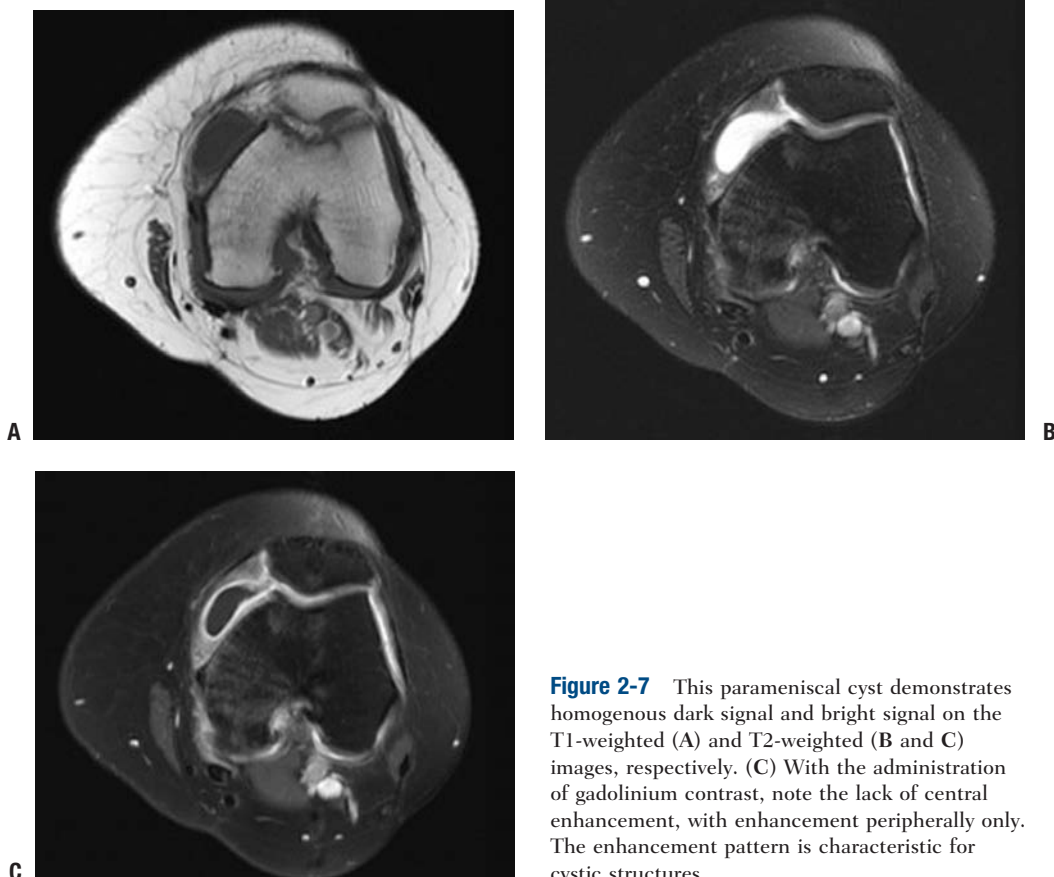 A
B
C
Figure 2-7 This parameniscal cyst demonstrates
homogenous dark signal and bright signal on the
T1-weighted (A) and T2-weighted (B and C)
images, respectively. (C) With the administration
of gadolinium contrast, note the lack of central
enhancement, with enhancement peripherally only.
The enhancement pattern is characteristic for
cystic structures